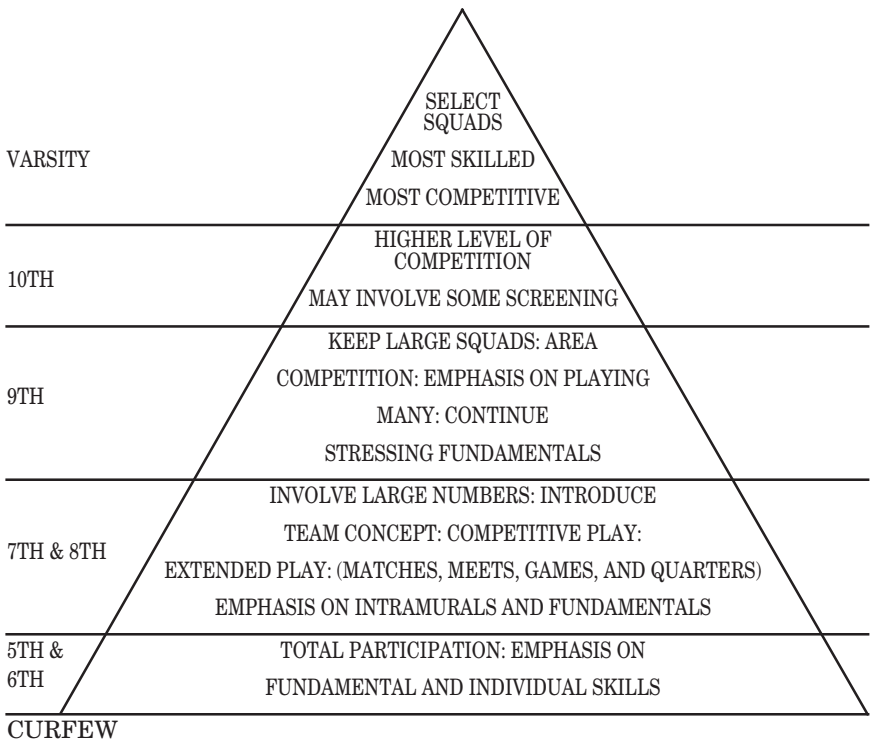 SELECT
SQUADS
VARSITY
MOST SKILLED
MOST COMPETITIVE
HIGHER LEVEL OF
COMPETITION
10TH
MAY INVOLVE SOME SCREENING
KEEP LARGE SQUADS: AREA
COMPETITION: EMPHASIS ON PLAYING
9TH
MANY: CONTINUE
STRESSING FUNDAMENTALS
INVOLVE LARGE NUMBERS: INTRODUCE
TEAM CONCEPT: COMPETITIVE PLAY:
7TH & 8TH
EXTENDED PLAY: (MATCHES, MEETS, GAMES, AND QUARTERS)
EMPHASIS ON INTRAMURALS AND FUNDAMENTALS
5TH &
6TH
TOTAL PARTICIPATION: EMPHASIS ON
FUNDAMENTAL AND INDIVIDUAL SKILLS
CURFEW